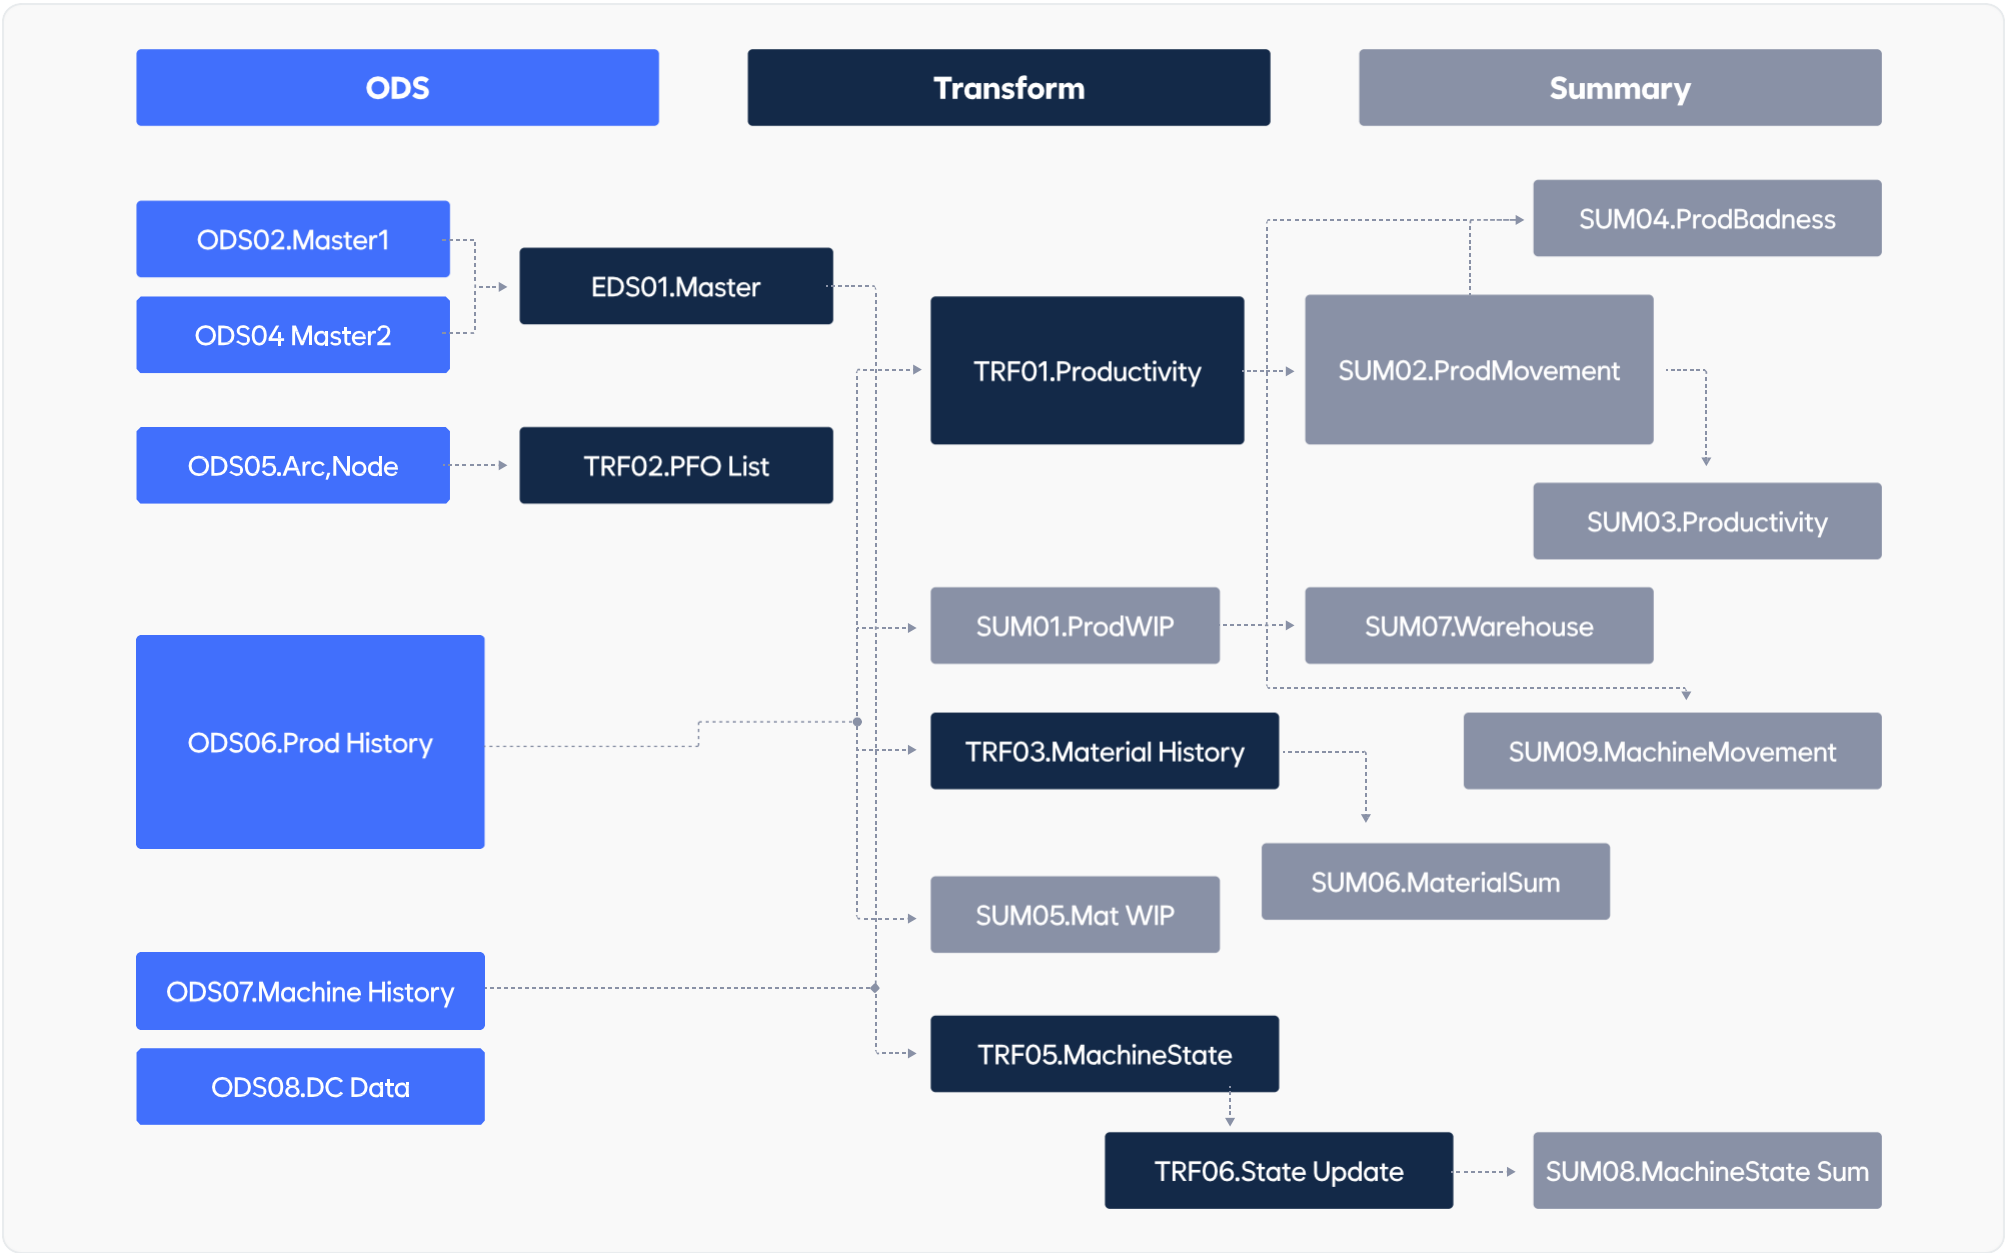 ODS
Transform
Summary
ODS02.Master1
ODS04 Master2
EDS01.Master
ODS05.Arc,Node
TRF02.PFO List
ODS06.Prod History
ODS07.Machine History
ODS08.DC Data
TRF01.Productivity
SUM04.ProdBadness
SUM02.ProdMovement
SUM03.Productivity
SUM01.ProdWIP
SUM07.Warehouse
TRF03.Material History
SUM09.MachineMovement
SUM06.MaterialSum
SUM05.Mat WIP
TRF05.MachineState
TRF06.State Update
SUM08.MachineState Sum